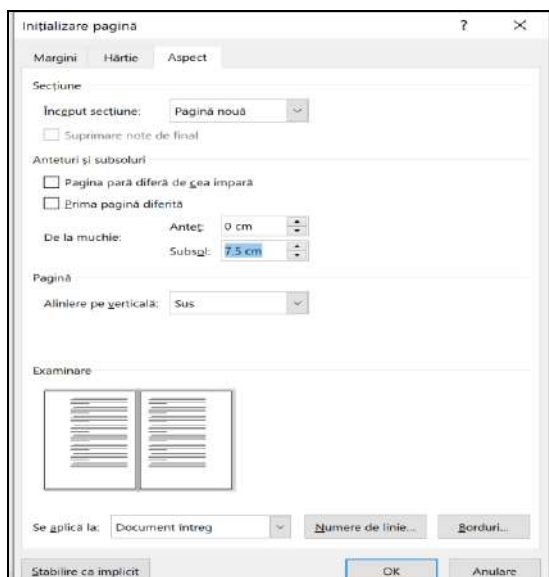 Inițializare pagină ? ×
Margini Hârtie Aspect
Secțiune
Început secțiune: Pagină nouă
Suprimare note de final
Anteturi și subsoluri
Pagina pară diferă de cea impară
Prima pagină diferită
De la muchie: Antet: 0 cm
Subsol: 7.5 cm
Pagină
Aliniere pe verticală: Sus
Examinare
Se aplică la: Document întreg Numere de linie... Borduri...
Stabilire ca implicit OK Anulare